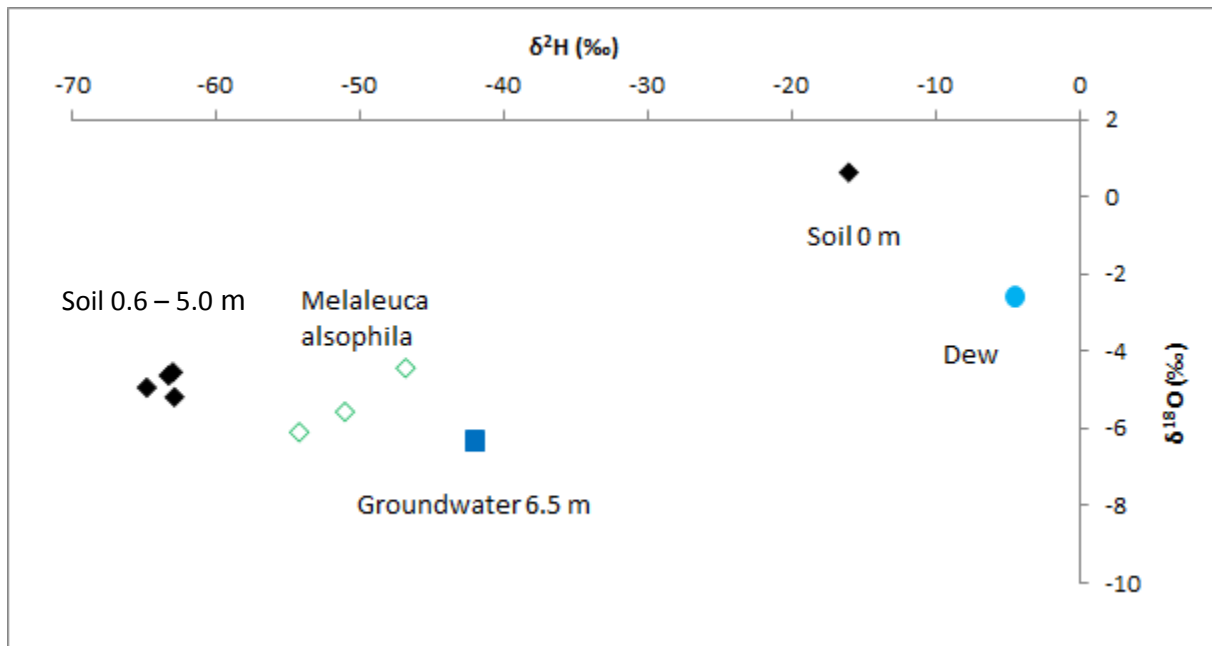 δ²H (‰)
-70 -60 -50 -40 -30 -20 -10 0
2
0
Soil 0 m
-2
Soil 0.6 – 5.0 m
Melaleuca
alsophila
-4
Dew
-6
Groundwater 6.5 m
-8
-10
δ¹⁸O (‰)